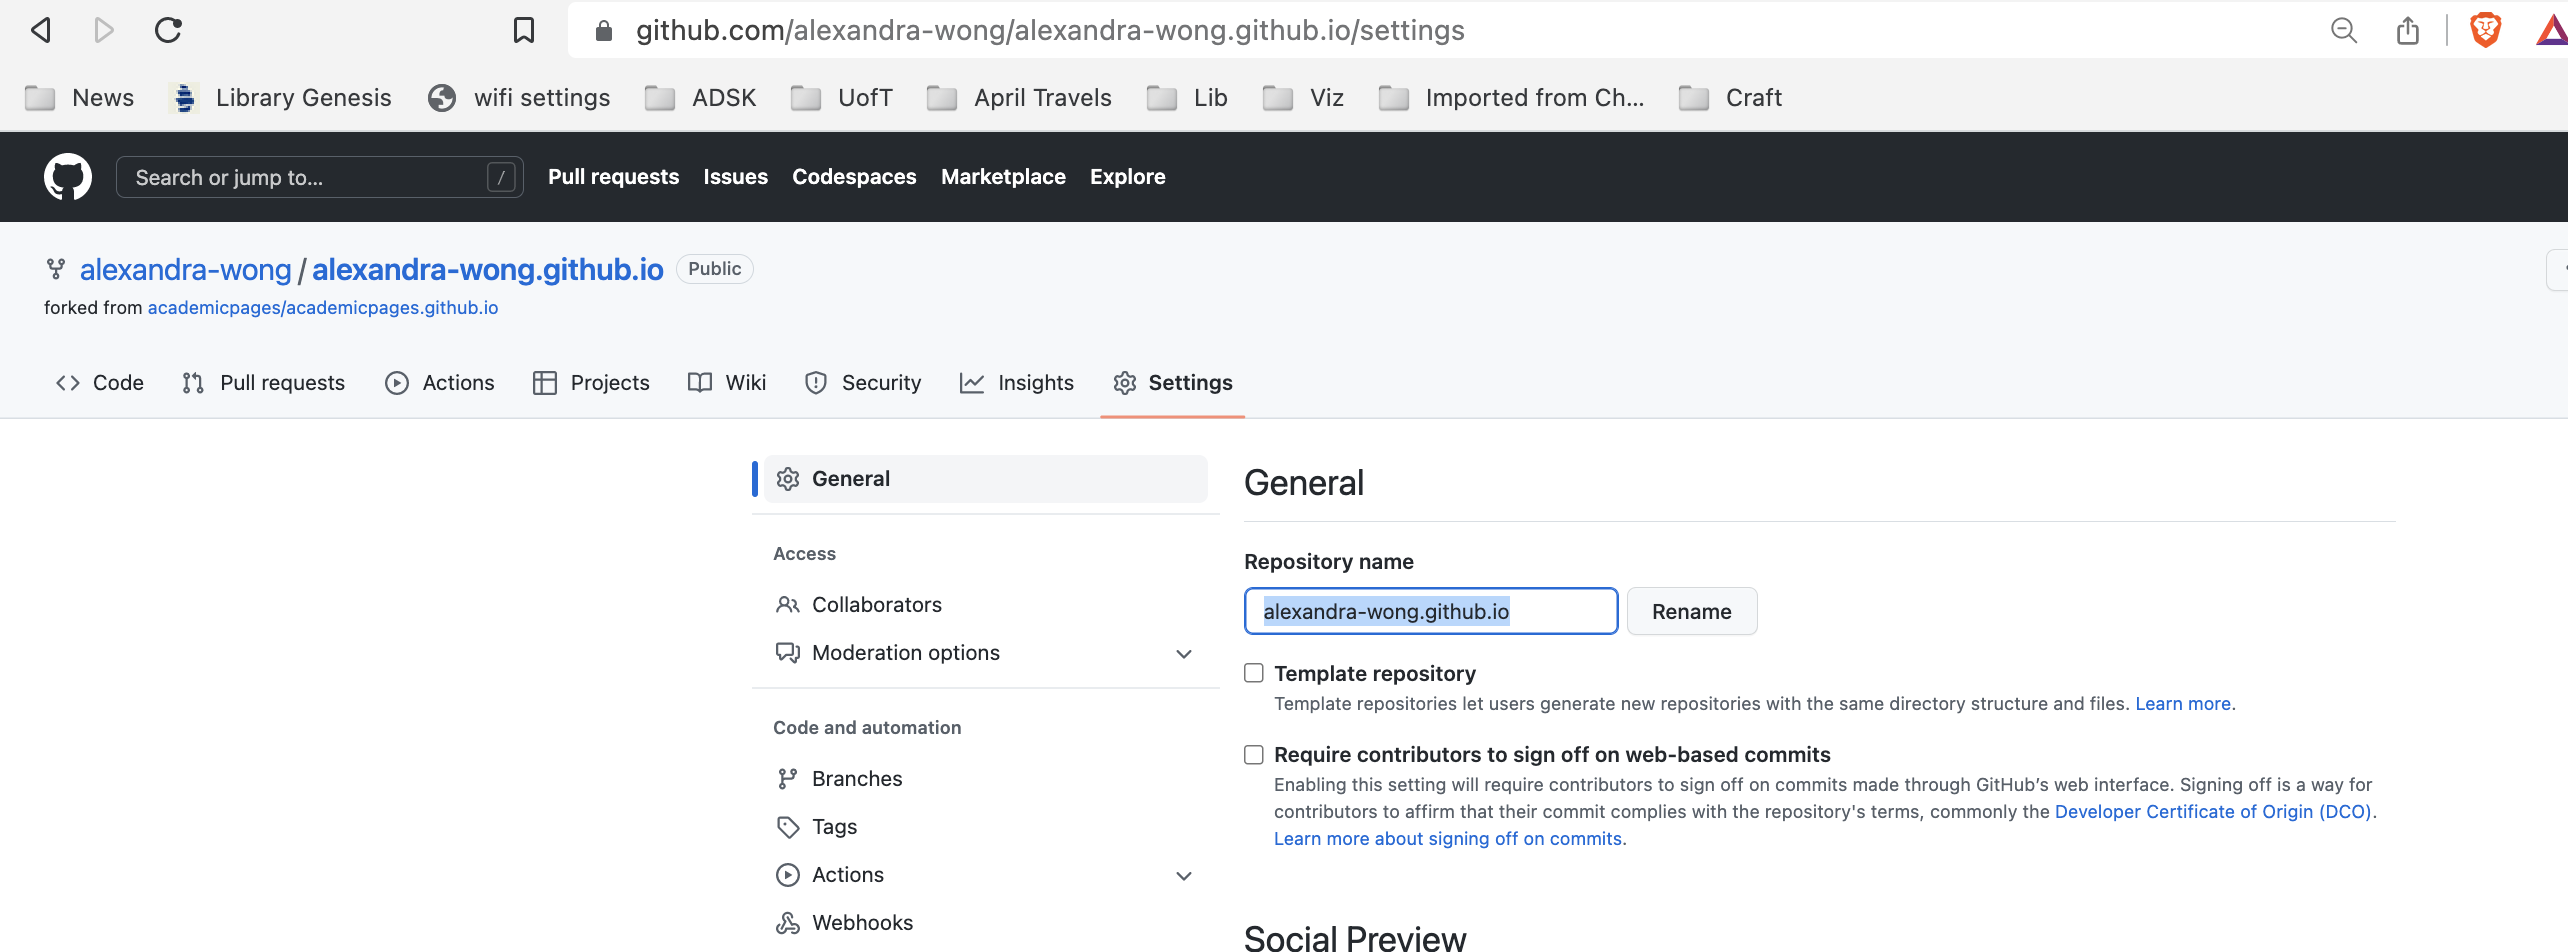 github.com/alexandra-wong/alexandra-wong.github.io/settings
News Library Genesis wifi settings ADSK UofT April Travels Lib Viz Imported from Ch... Craft
Search or jump to... / Pull requests Issues Codespaces Marketplace Explore
alexandra-wong / alexandra-wong.github.io Public
forked from academicpages/academicpages.github.io
Code Pull requests Actions Projects Wiki Security Insights Settings
General
Access
Collaborators
Moderation options
Code and automation
Branches
Tags
Actions
Webhooks
General
Repository name
alexandra-wong.github.io Rename
Template repository
Template repositories let users generate new repositories with the same directory structure and files. Learn more.
Require contributors to sign off on web-based commits
Enabling this setting will require contributors to sign off on commits made through GitHub’s web interface. Signing off is a way for
contributors to affirm that their commit complies with the repository's terms, commonly the Developer Certificate of Origin (DCO).
Learn more about signing off on commits.
Social Preview